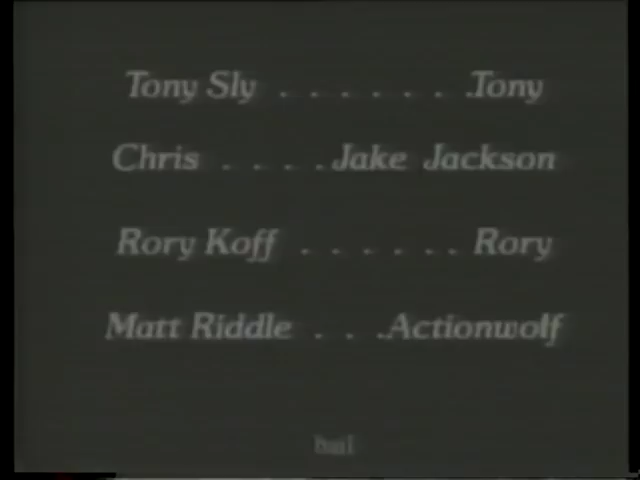 Tony Sly . . . . . . . Tony
Chris . . . . Jake Jackson
Rory Koff . . . . . . Rory
Matt Riddle . . . Actionwolf